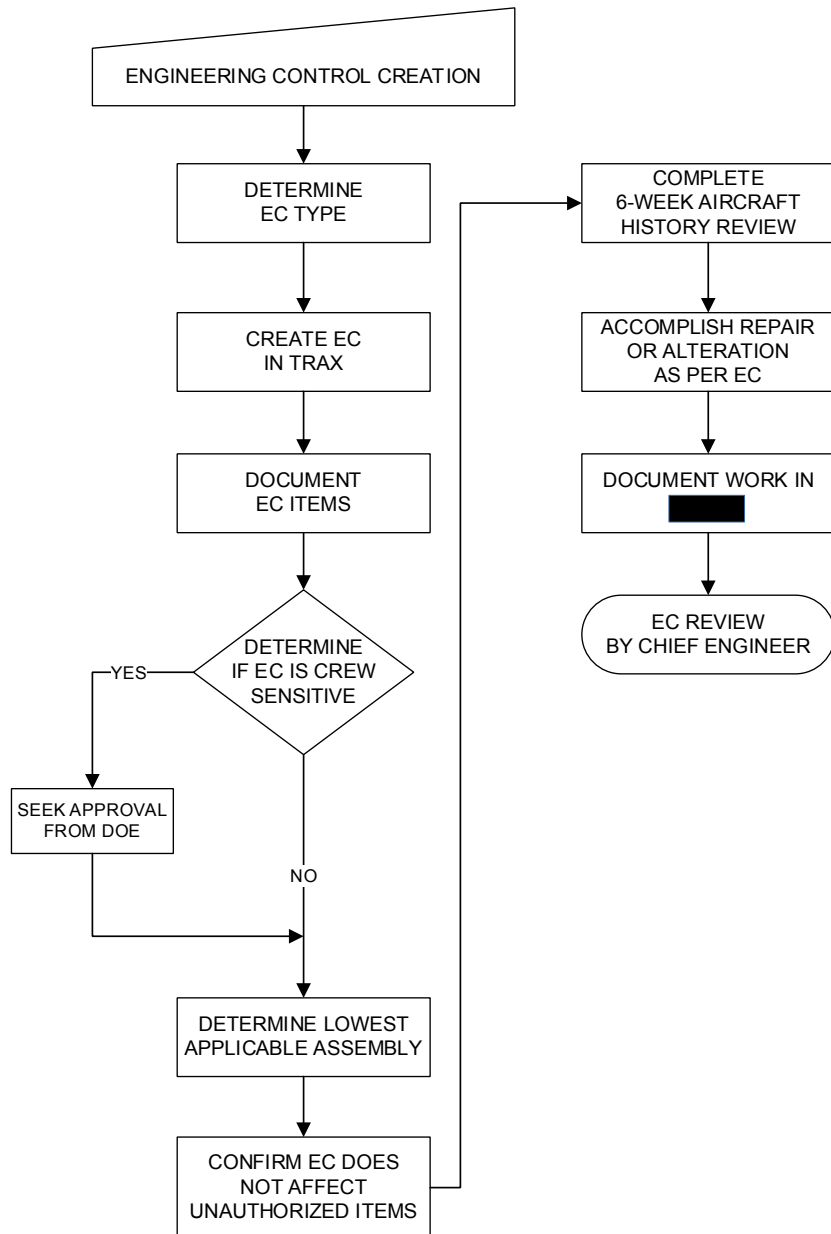 ENGINEERING CONTROL CREATION
DETERMINE
EC TYPE
CREATE EC
IN TRAX
DOCUMENT
EC ITEMS
DETERMINE
IF EC IS CREW
SENSITIVE
YES
SEEK APPROVAL
FROM DOE
NO
DETERMINE LOWEST
APPLICABLE ASSEMBLY
CONFIRM EC DOES
NOT AFFECT
UNAUTHORIZED ITEMS
COMPLETE
6-WEEK AIRCRAFT
HISTORY REVIEW
ACCOMPLISH REPAIR
OR ALTERATION
AS PER EC
DOCUMENT WORK IN
EC REVIEW
BY CHIEF ENGINEER